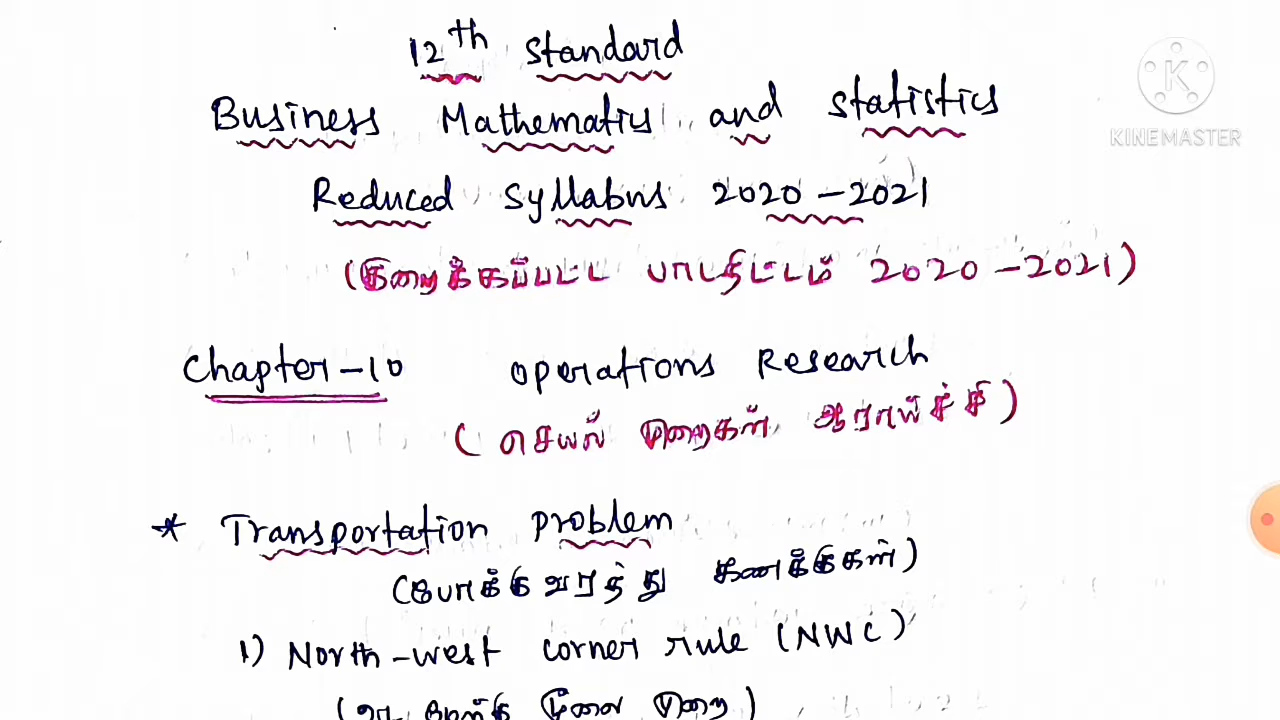 12th Standard
KINEMASTER
Business Mathematics and Statistics
Reduced Syllabus 2020-2021
(குறைக்கப்பட்ட பாடதிட்டம் 2020-2021)
Chapter-10 Operations Research
(செயல் முறைகள் ஆராய்ச்சி)
* Transportation Problem
(போக்குவரத்து கணக்குகள்)
1) North-west corner rule (NWC)
மூலை முறை)